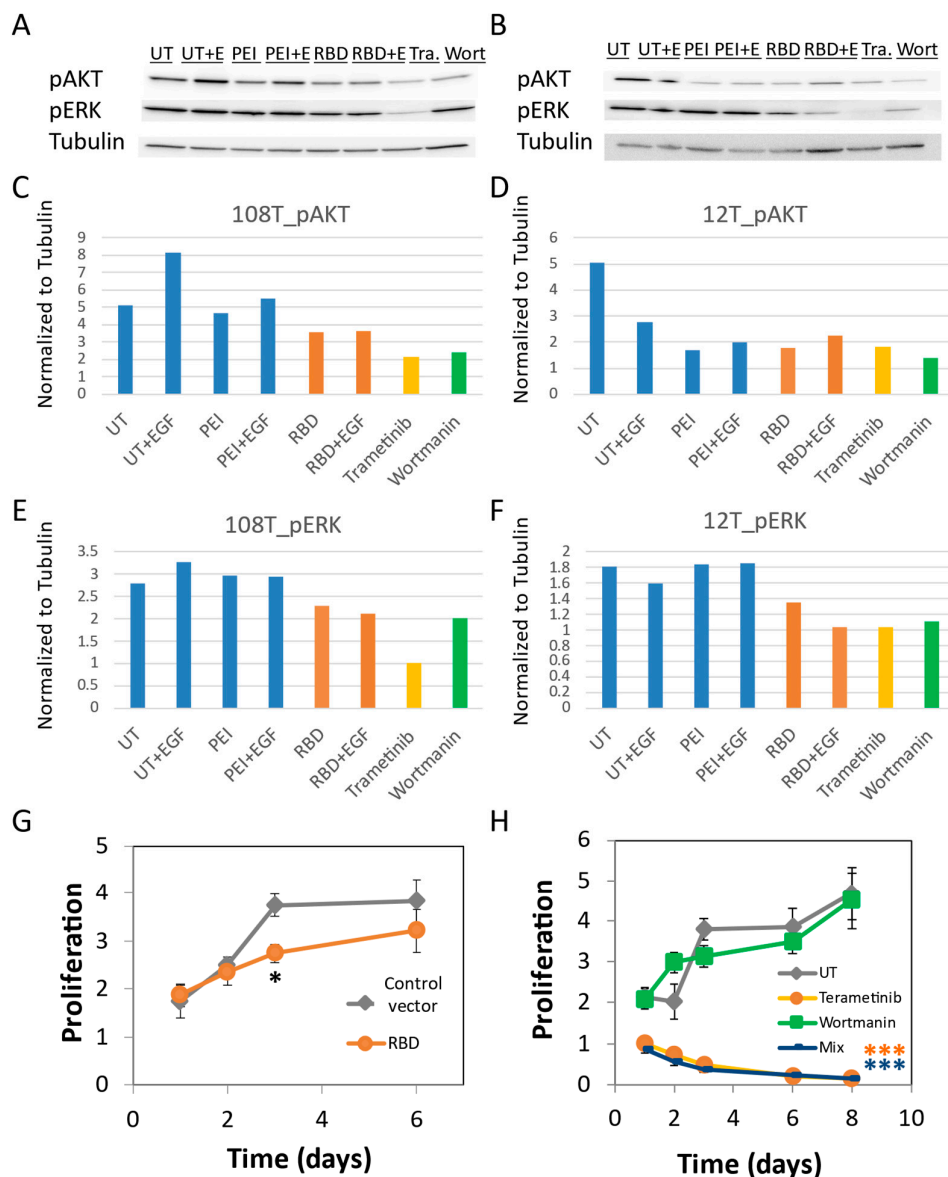 A
UT UT+E PEI PEI+E RBD RBD+E Tra. Wort
pAKT
pERK
Tubulin
B
UT UT+E PEI PEI+E RBD RBD+E Tra. Wort
pAKT
pERK
Tubulin
C
108T_pAKT
Normalized to Tubulin
9
8
7
6
5
4
3
2
1
0
UT
UT+EGF
PEI
PEI+EGF
RBD
RBD+EGF
Trametinib
Wortmanin
D
12T_pAKT
Normalized to Tubulin
6
5
4
3
2
1
0
UT
UT+EGF
PEI
PEI+EGF
RBD
RBD+EGF
Trametinib
Wortmanin
E
108T_pERK
Normalized to Tubulin
3.5
3
2.5
2
1.5
1
0.5
0
UT
UT+EGF
PEI
PEI+EGF
RBD
RBD+EGF
Trametinib
Wortmanin
F
12T_pERK
Normalized to Tubulin
2
1.8
1.6
1.4
1.2
1
0.8
0.6
0.4
0.2
0
UT
UT+EGF
PEI
PEI+EGF
RBD
RBD+EGF
Trametinib
Wortmanin
G
Proliferation
5
4
3
2
1
0
*
Control
vector
RBD
0 2 4 6
Time (days)
H
Proliferation
6
5
4
3
2
1
0
UT
Terametinib
Wortmanin
Mix
***
***
0 2 4 6 8 10
Time (days)